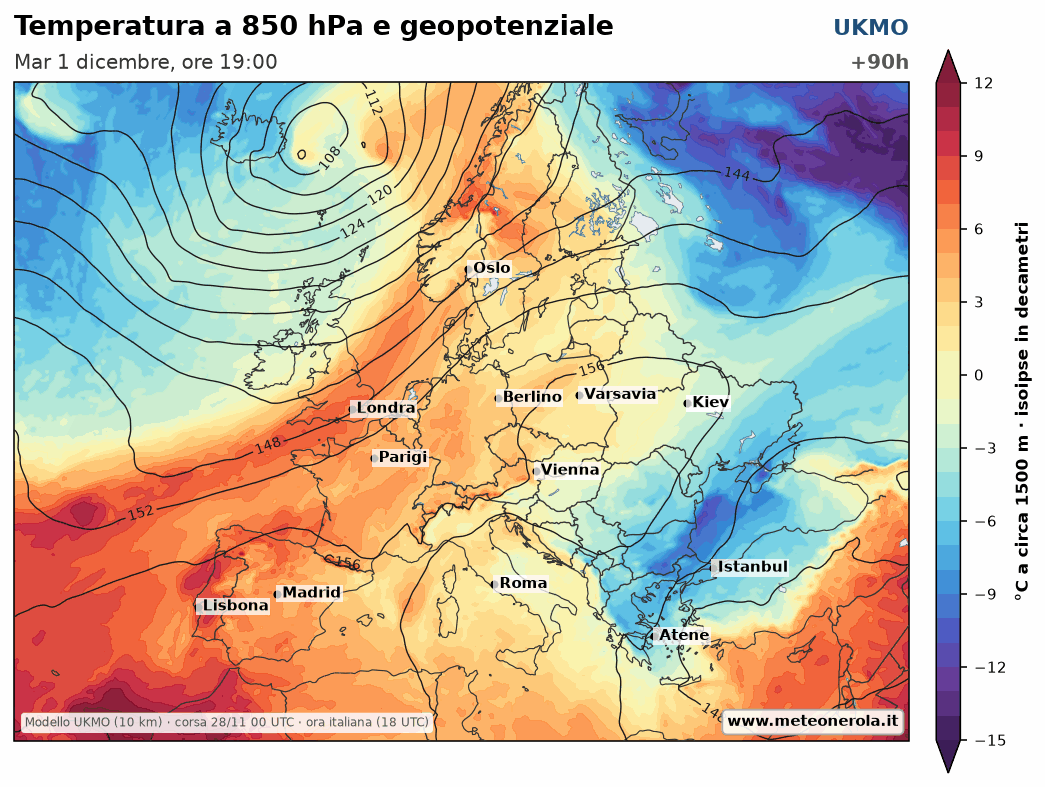 Temperatura a 850 hPa e geopotenziale
UKMO
Mar 1 dicembre, ore 19:00
+90h
112
108
120
124
144
Oslo
156
Berlino
Varsavia
Kiev
Londra
148
Parigi
Vienna
152
156
Istanbul
Roma
Madrid
Lisbona
Atene
Modello UKMO (10 km) · corsa 28/11 00 UTC · ora italiana (18 UTC)
www.meteonerola.it
12
9
6
3
0
−3
−6
−9
−12
−15
°C a circa 1500 m · isoipse in decametri